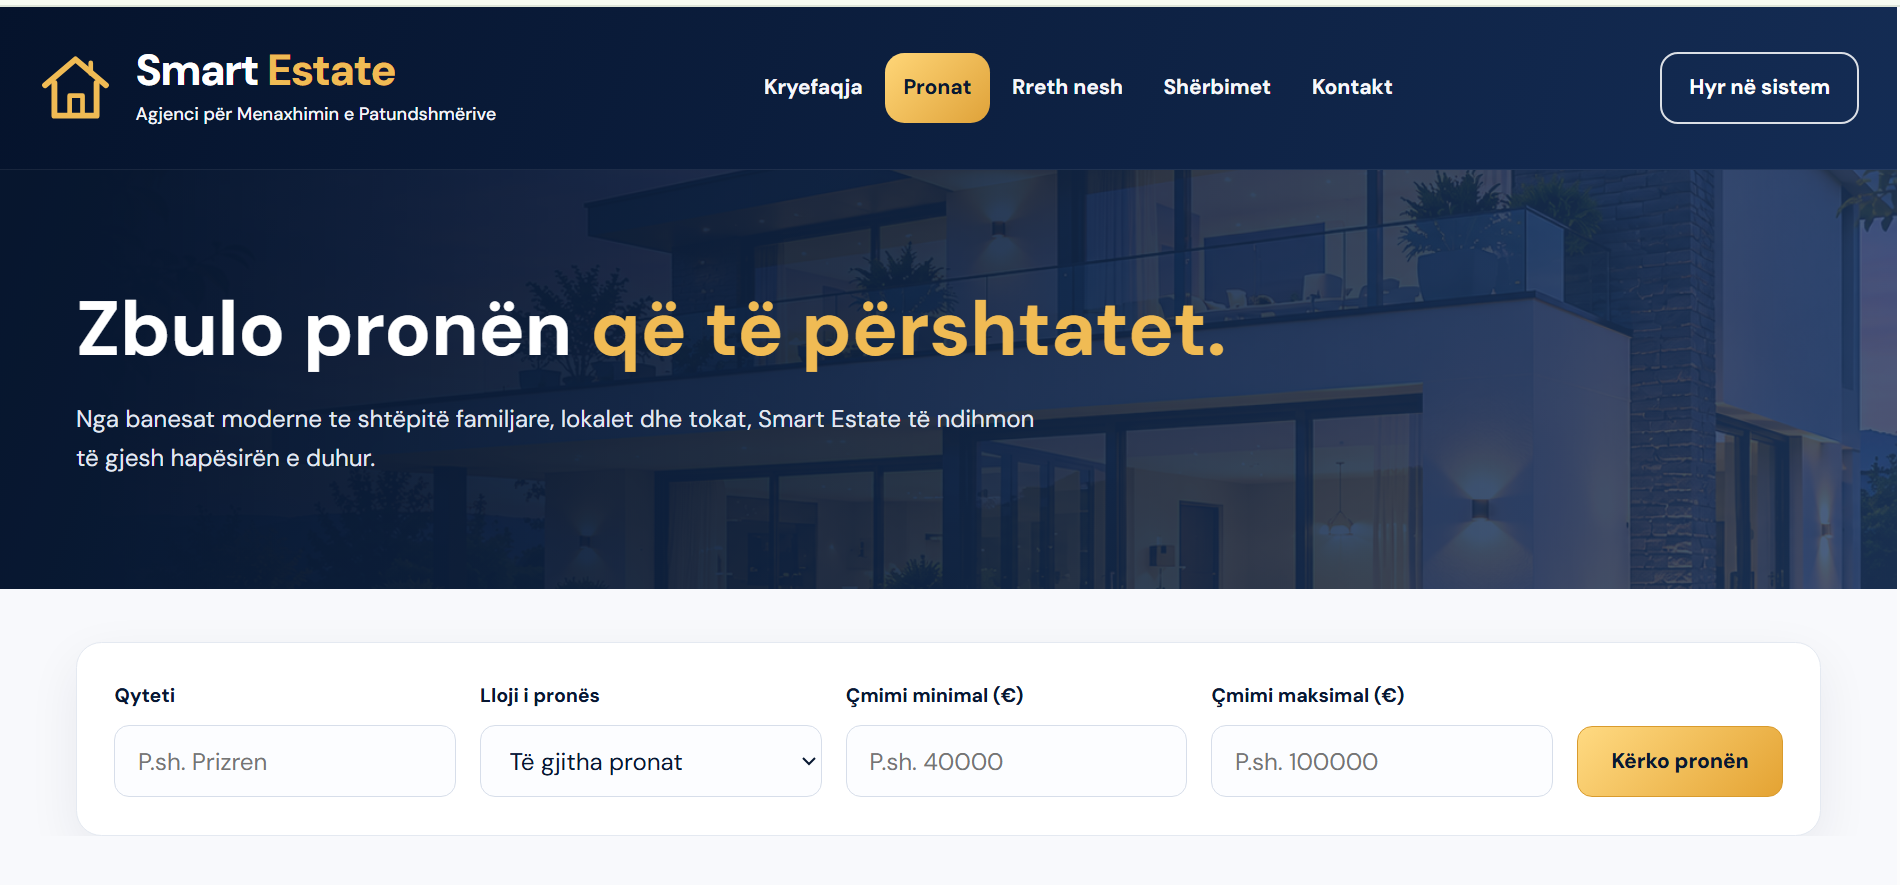 Smart Estate
Agjenci për Menaxhimin e Patundshmërive
Kryefaqja
Pronat
Rreth nesh
Shërbimet
Kontakt
Hyr në sistem
Zbulo pronën që të përshtatet.
Nga banesat moderne te shtëpitë familjare, lokalet dhe tokat, Smart Estate të ndihmon
të gjesh hapësirën e duhur.
Qyteti
P.sh. Prizren
Lloji i pronës
Të gjitha pronat
Çmimi minimal (€)
P.sh. 40000
Çmimi maksimal (€)
P.sh. 100000
Kërko pronën